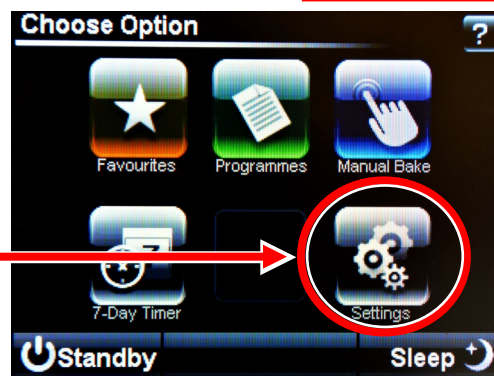 Choose Option
?
Favourites Programmes Manual Bake
7-Day Timer Settings
Standby Sleep